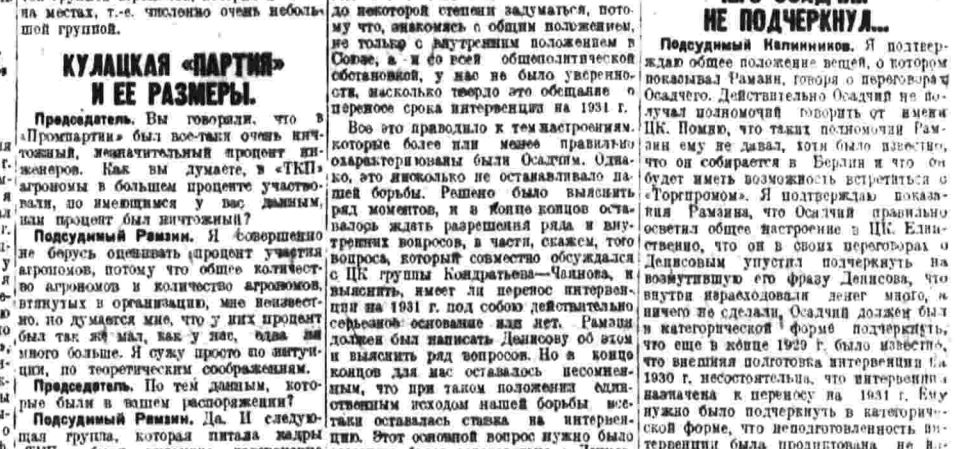 на местах, т.-е. численно очень неболь-
шой группой.
КУЛАЦКАЯ «ПАРТИЯ»
И ЕЕ РАЗМЕРЫ.
Председатель. Вы говорили, что в
«Промпартии» был все-таки очень нич-
тожный, незначительный процент ин-
женеров. Как вы думаете, в «ТКП»
агрономы в большем проценте участво-
вали, по имеющимся у вас данным,
или процент был ничтожный?
Подсудимый Рамзин. Я совершенно
не берусь оценивать процент участия
агрономов, потому что общее количест-
во агрономов и количество агрономов,
втянутых в организацию, мне неизвест-
но, но думается мне, что у них процент
был так же мал, как у нас, едва ли
много больше. Я сужу просто по интуи-
ции, по теоретическим соображениям.
Председатель. По тем данным, кото-
рые были в вашем распоряжении?
Подсудимый Рамзин. Да. И следую-
щая группа, которая питала кадры
до некоторой степени задуматься, пото-
му что, знакомясь с общим положением,
не только с внутренним положением в
Союзе, а и со всей общеполитической
обстановкой, у нас не было уверенно-
сти, насколько твердо это обещание о
переносе срока интервенции на 1931 г.
Все это приводило к тем настроениям,
которые более или менее правильно
охарактеризованы были Осадчим. Одна-
ко, это нисколько не останавливало на-
шей борьбы. Решено было выяснить
ряд моментов, и в конце концов оста-
валось ждать разрешения ряда и внут-
тренних вопросов, в части, скажем, того
вопроса, который совместно обсуждался
с ЦК группы Кондратьева—Чаянова, и
выяснить, имеет ли перенос интервен-
ции на 1931 г. под собою действительно
серьезное основание или нет. Рамзин
должен был написать Денисову об этом
и выяснить ряд вопросов. Но в конце
концов для нас оставалось несомнен-
ным, что при таком положении един-
ственным исходом нашей борьбы все-
таки оставалась ставка на интервен-
цию. Этот основной вопрос нужно было
НЕ ПОДЧЕРКНУЛ...
Подсудимый Калинников. Я подтвер-
ждаю общее положение вещей, о котором
показывал Рамзин, говоря о переговорах
Осадчего. Действительно Осадчий не по-
лучал полномочий говорить от имени
ЦК. Помню, что таких полномочий Рам-
зин ему не давал, хотя было известно,
что он собирается в Берлин и что он
будет иметь возможность встретиться с
«Торгпромом». Я подтверждаю показа-
ния Рамзина, что Осадчий правильно
осветил общее настроение в ЦК. Един-
ственно, что он в своих переговорах с
Денисовым упустил подчеркнуть на
возмутившую его фразу Денисова, что
внутри израсходовали денег много, а
ничего не сделали, Осадчий должен был
в категорической форме подчеркнуть,
что еще в конце 1929 г. было известно,
что внешняя подготовка интервенции на
1930 г. несостоятельна, что интервенция
назначена к переносу на 1931 г. Ему
нужно было подчеркнуть в категориче-
ской форме, что неподготовленность ин-
тервенции была продиктована не